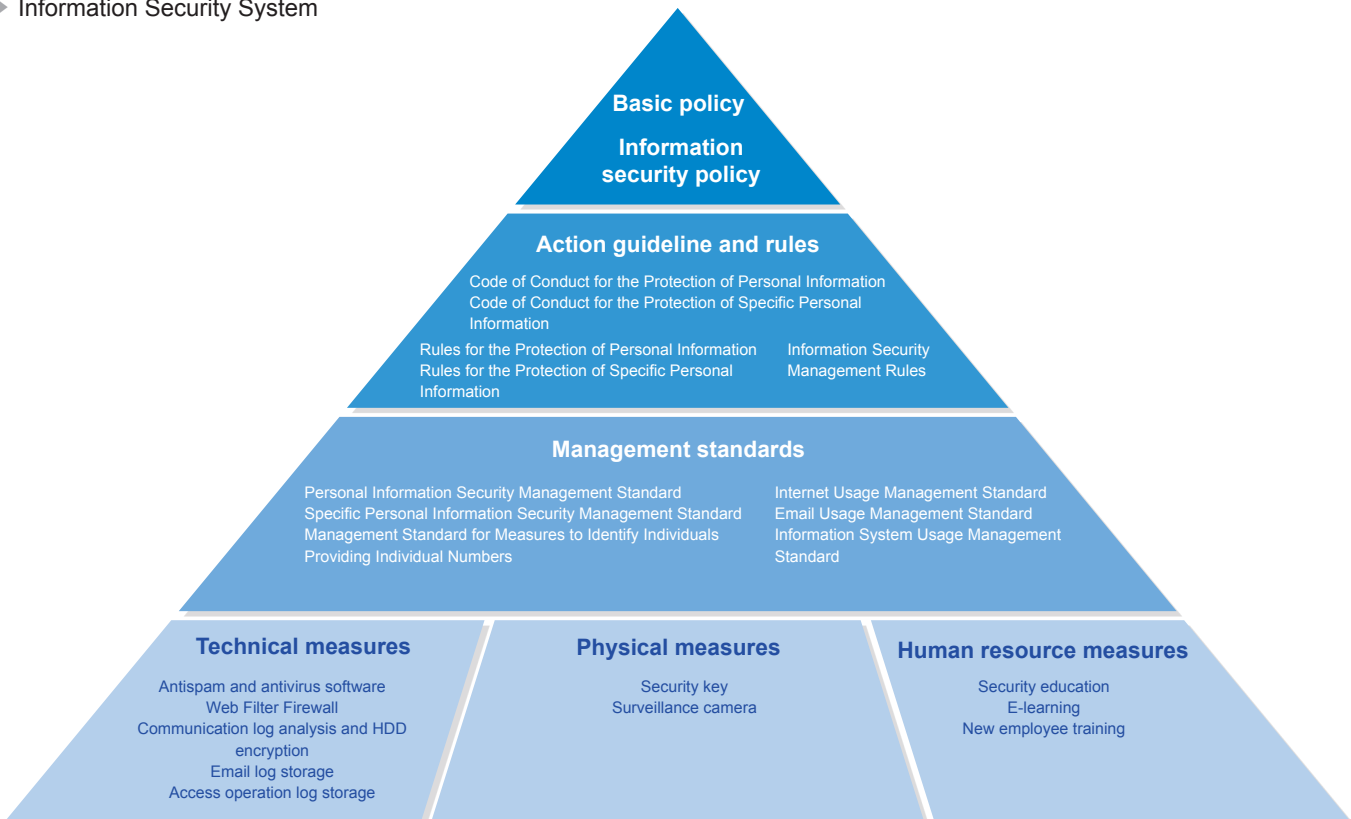 Information Security System
Basic policy
Information
security policy
Action guideline and rules
Code of Conduct for the Protection of Personal Information
Code of Conduct for the Protection of Specific Personal
Information
Rules for the Protection of Personal Information
Rules for the Protection of Specific Personal
Information
Information Security
Management Rules
Management standards
Personal Information Security Management Standard
Specific Personal Information Security Management Standard
Management Standard for Measures to Identify Individuals
Providing Individual Numbers
Internet Usage Management Standard
Email Usage Management Standard
Information System Usage Management
Standard
Technical measures
Antispam and antivirus software
Web Filter Firewall
Communication log analysis and HDD
encryption
Email log storage
Access operation log storage
Physical measures
Security key
Surveillance camera
Human resource measures
Security education
E-learning
New employee training